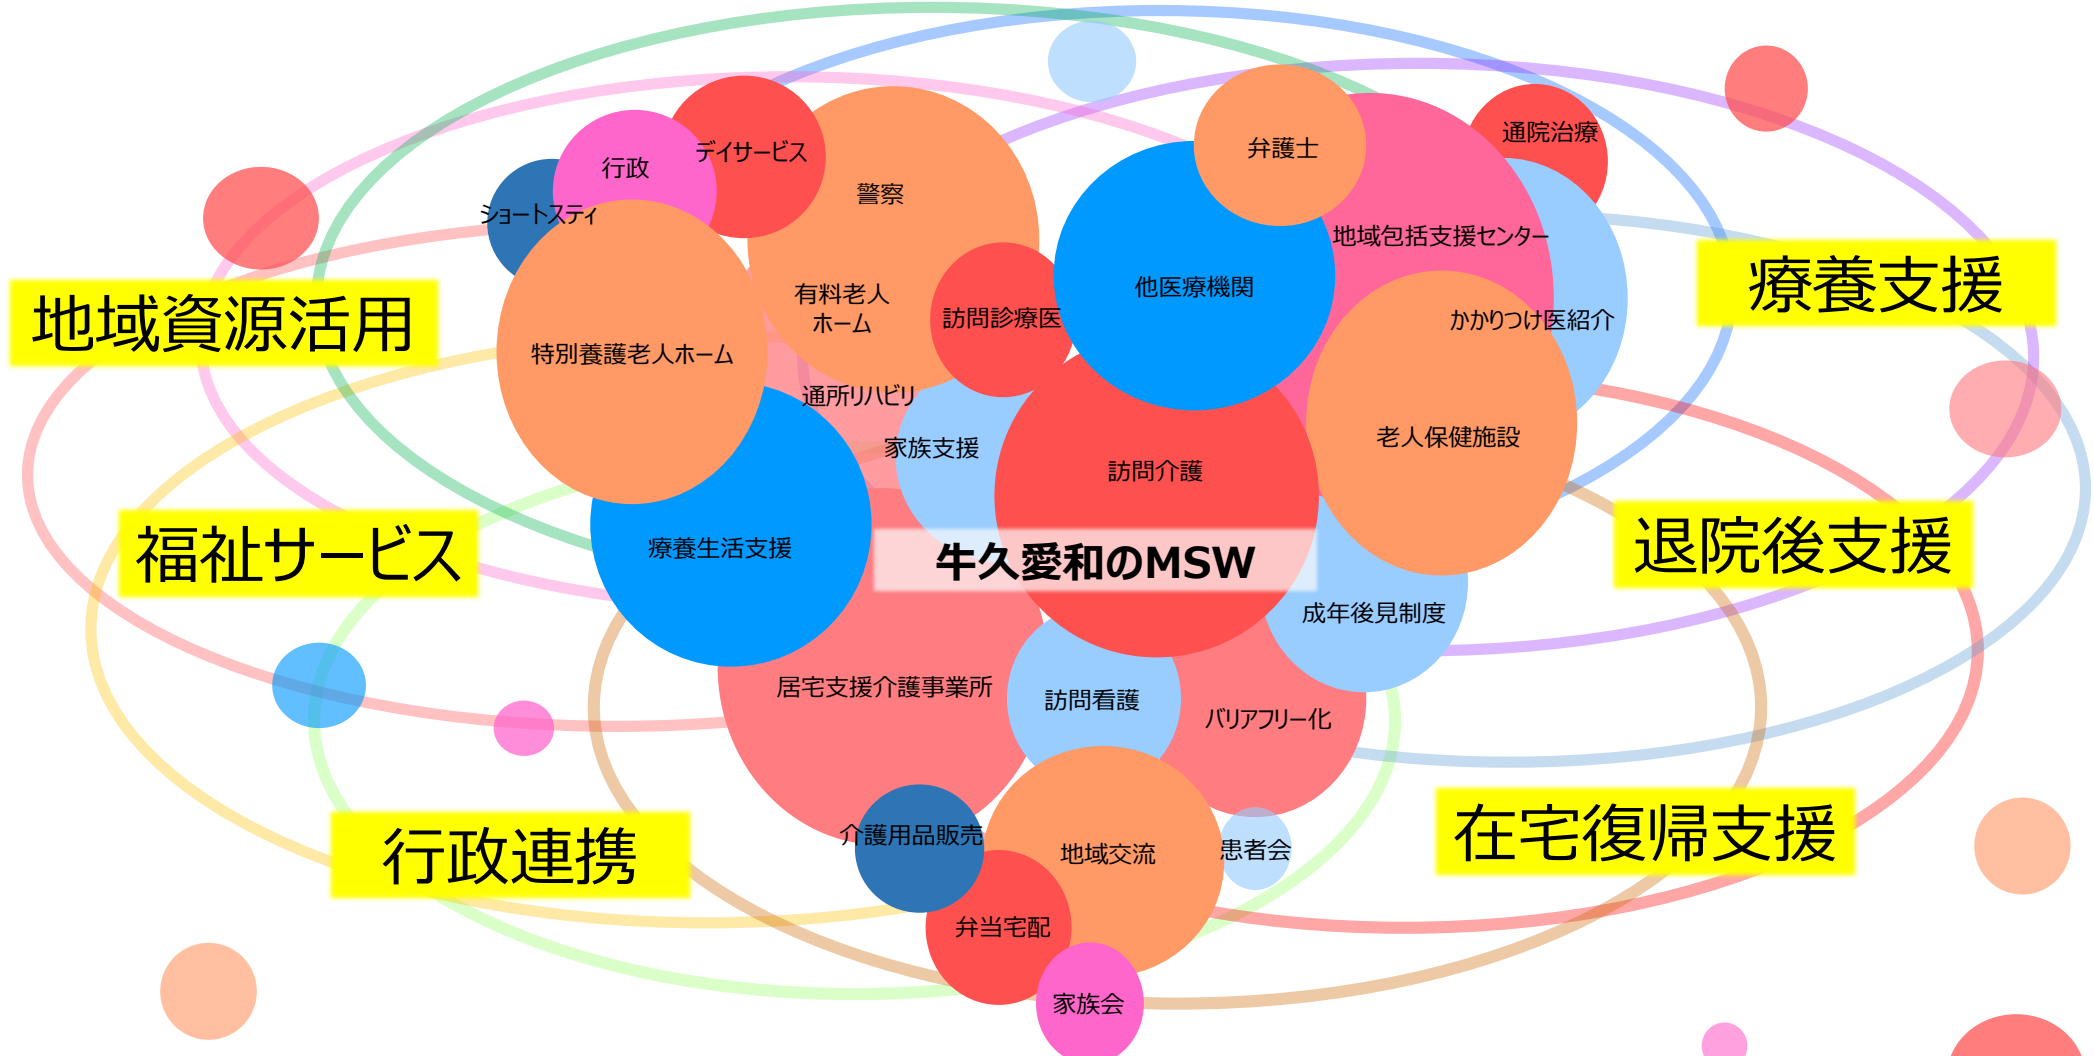 弁護士
通院治療
デイサービス
行政
警察
ショートスティ
地域包括支援センター
療養支援
他医療機関
有料老人
ホーム
訪問診療医
かかりつけ医紹介
地域資源活用
特別養護老人ホーム
通所リハビリ
家族支援
老人保健施設
訪問介護
療養生活支援
福祉サービス
退院後支援
牛久愛和のMSW
成年後見制度
居宅支援介護事業所
訪問看護
バリアフリー化
介護用品販売
在宅復帰支援
地域交流
患者会
行政連携
弁当宅配
家族会